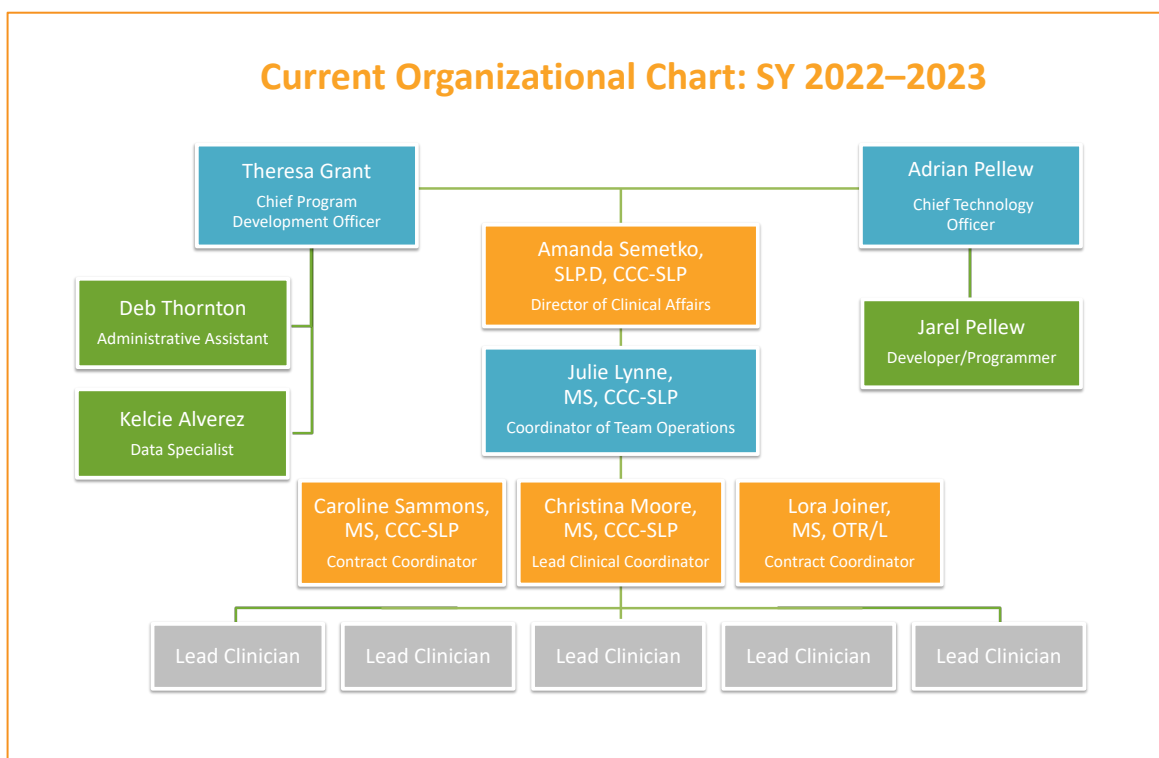 Current Organizational Chart: SY 2022–2023
Theresa Grant
Chief Program
Development Officer
Adrian Pellew
Chief Technology
Officer
Amanda Semetko,
SLP.D, CCC-SLP
Director of Clinical Affairs
Deb Thornton
Administrative Assistant
Jarel Pellew
Developer/Programmer
Julie Lynne,
MS, CCC-SLP
Coordinator of Team Operations
Kelcie Alverez
Data Specialist
Caroline Sammons,
MS, CCC-SLP
Contract Coordinator
Christina Moore,
MS, CCC-SLP
Lead Clinical Coordinator
Lora Joiner,
MS, OTR/L
Contract Coordinator
Lead Clinician
Lead Clinician
Lead Clinician
Lead Clinician
Lead Clinician